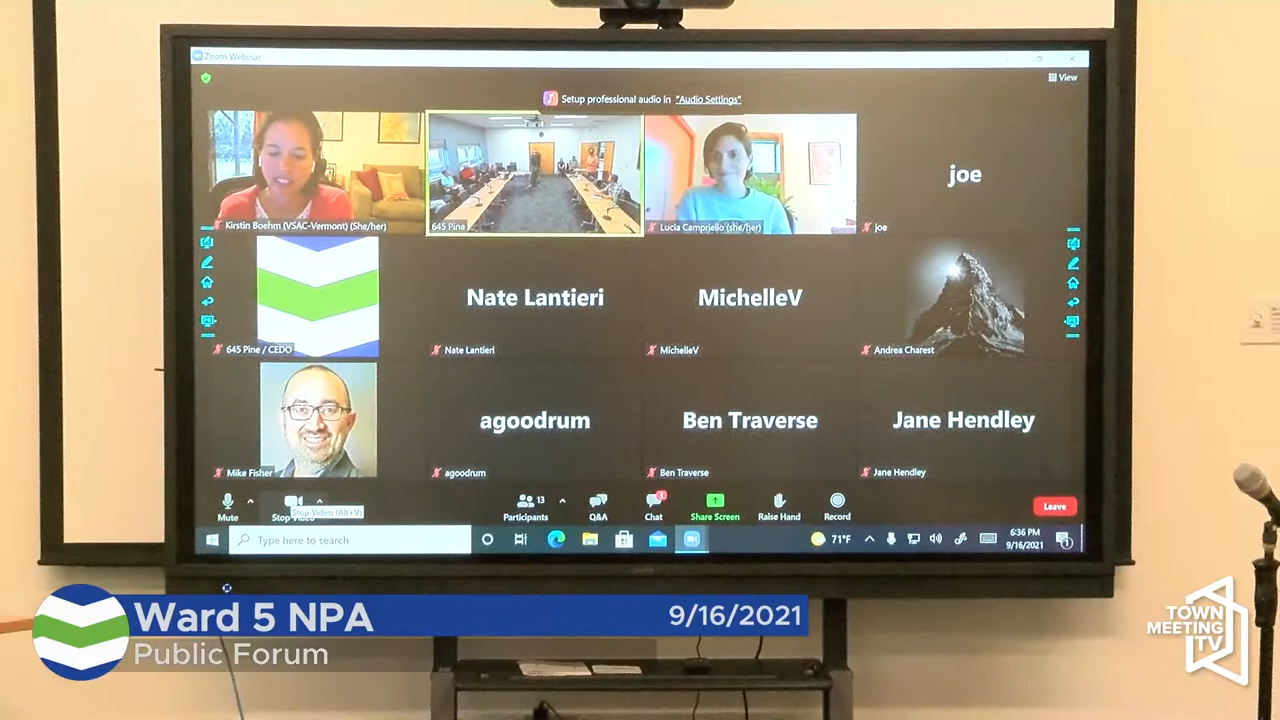 Zoom Webinar
View
Setup professional audio in "Audio Settings"
joe
Kirstin Boehm (VSAC-Vermont) (She/her)
645 Pine
Lucia Campriello (she/her)
joe
Nate Lantieri
MichelleV
645 Pine / CEDO
Nate Lantieri
MichelleV
Andrea Charest
agoodrum
Ben Traverse
Jane Hendley
Mike Fisher
agoodrum
Ben Traverse
Jane Hendley
13
3
Mute
Stop Video
Stop Video (Alt+V)
Participants
Q&A
Chat
Share Screen
Raise Hand
Record
Leave
Type here to search
71°F
6:36 PM
9/16/2021
1
Ward 5 NPA
9/16/2021
Public Forum
TOWN
MEETING
TV